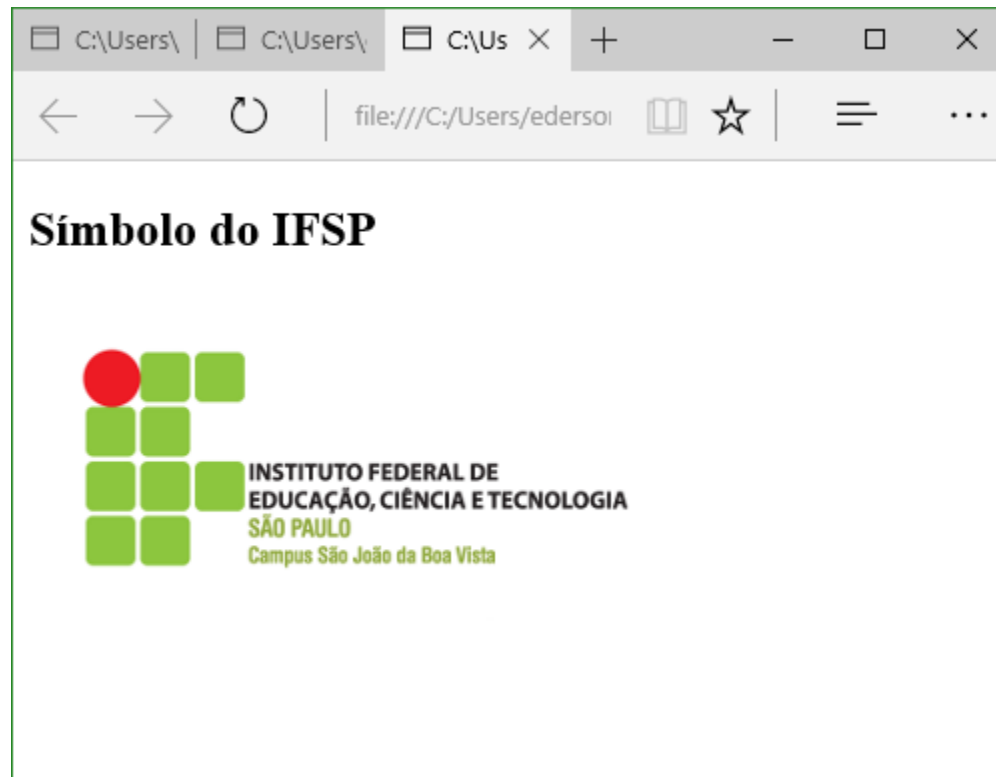 C:\Users\ C:\Users\ C:\Us
file:///C:/Users/ederson
Símbolo do IFSP
INSTITUTO FEDERAL DE
EDUCAÇÃO, CIÊNCIA E TECNOLOGIA
SÃO PAULO
Campus São João da Boa Vista